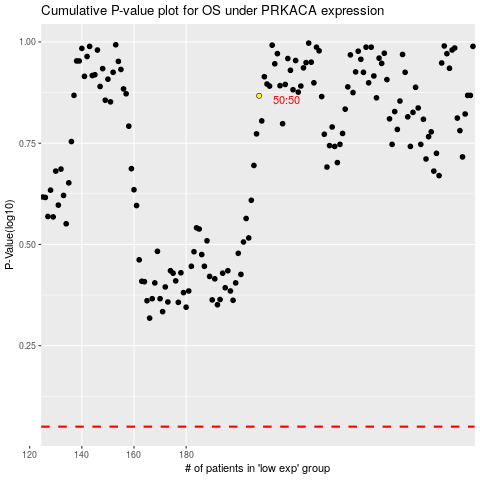 Cumulative P-value plot for OS under PRKACA expression
P-Value(log10)
1.00
0.75
0.50
0.25
50:50
120 140 160 180
# of patients in 'low exp' group